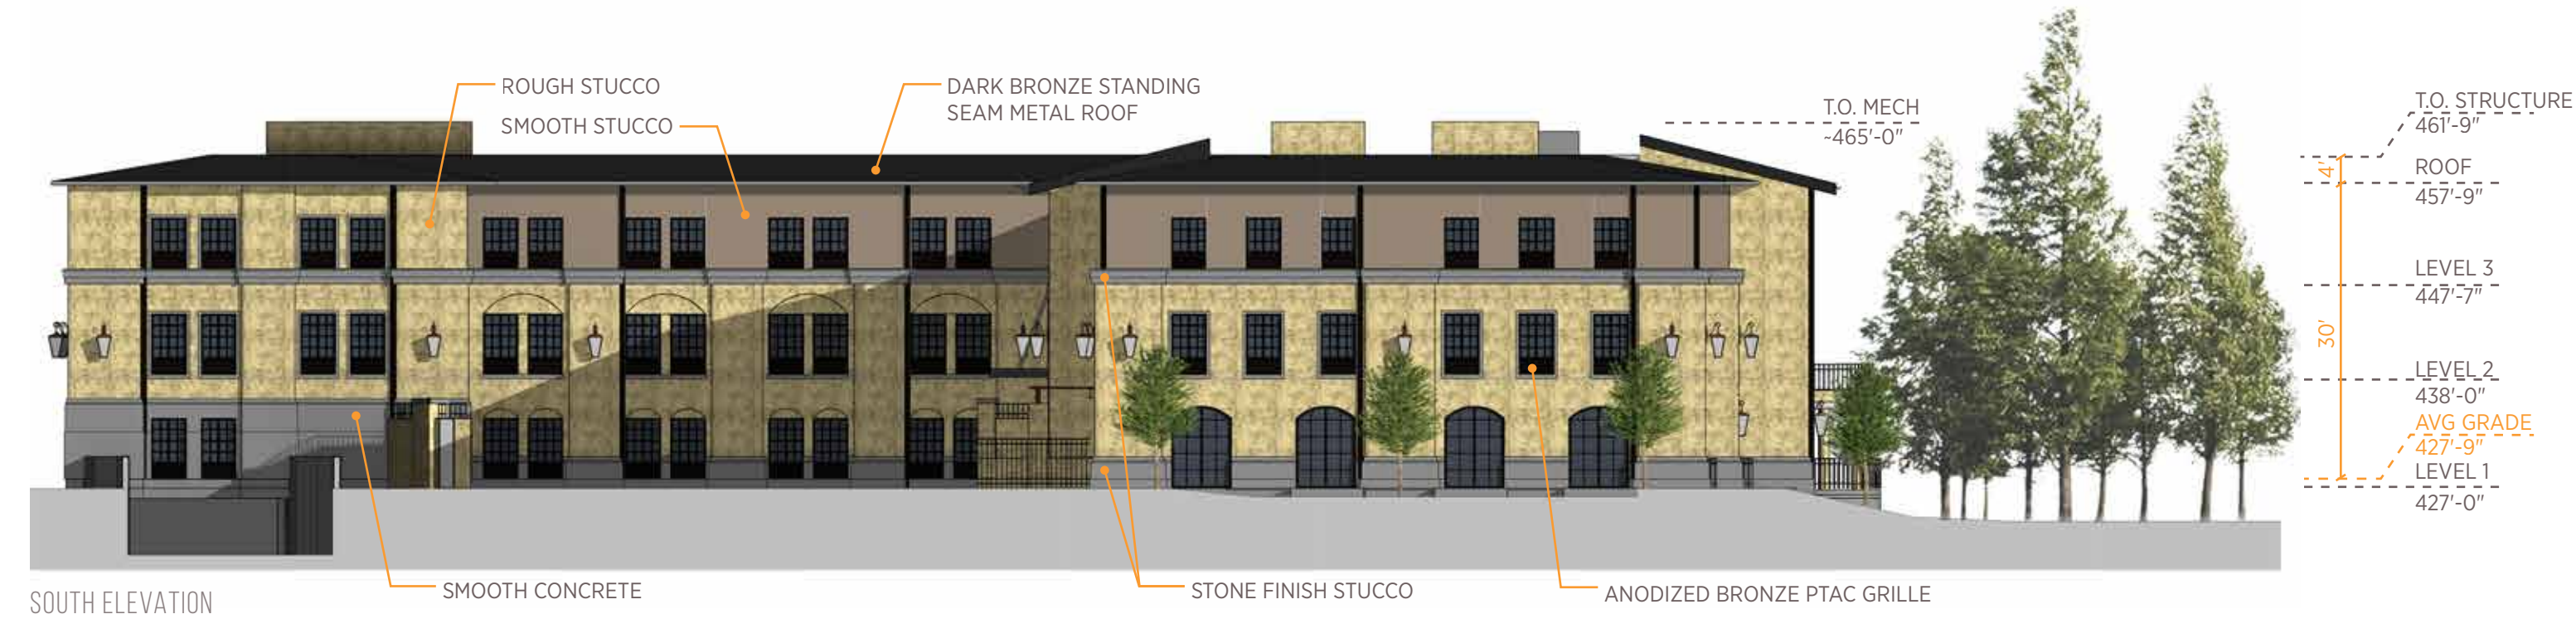 ROUGH STUCCO
SMOOTH STUCCO
DARK BRONZE STANDING
SEAM METAL ROOF
T.O. MECH
~465'-0"
T.O. STRUCTURE
461'-9"
4'
ROOF
457'-9"
LEVEL 3
447'-7"
30'
LEVEL 2
438'-0"
AVG GRADE
427'-9"
LEVEL 1
427'-0"
SMOOTH CONCRETE
STONE FINISH STUCCO
ANODIZED BRONZE PTAC GRILLE
SOUTH ELEVATION